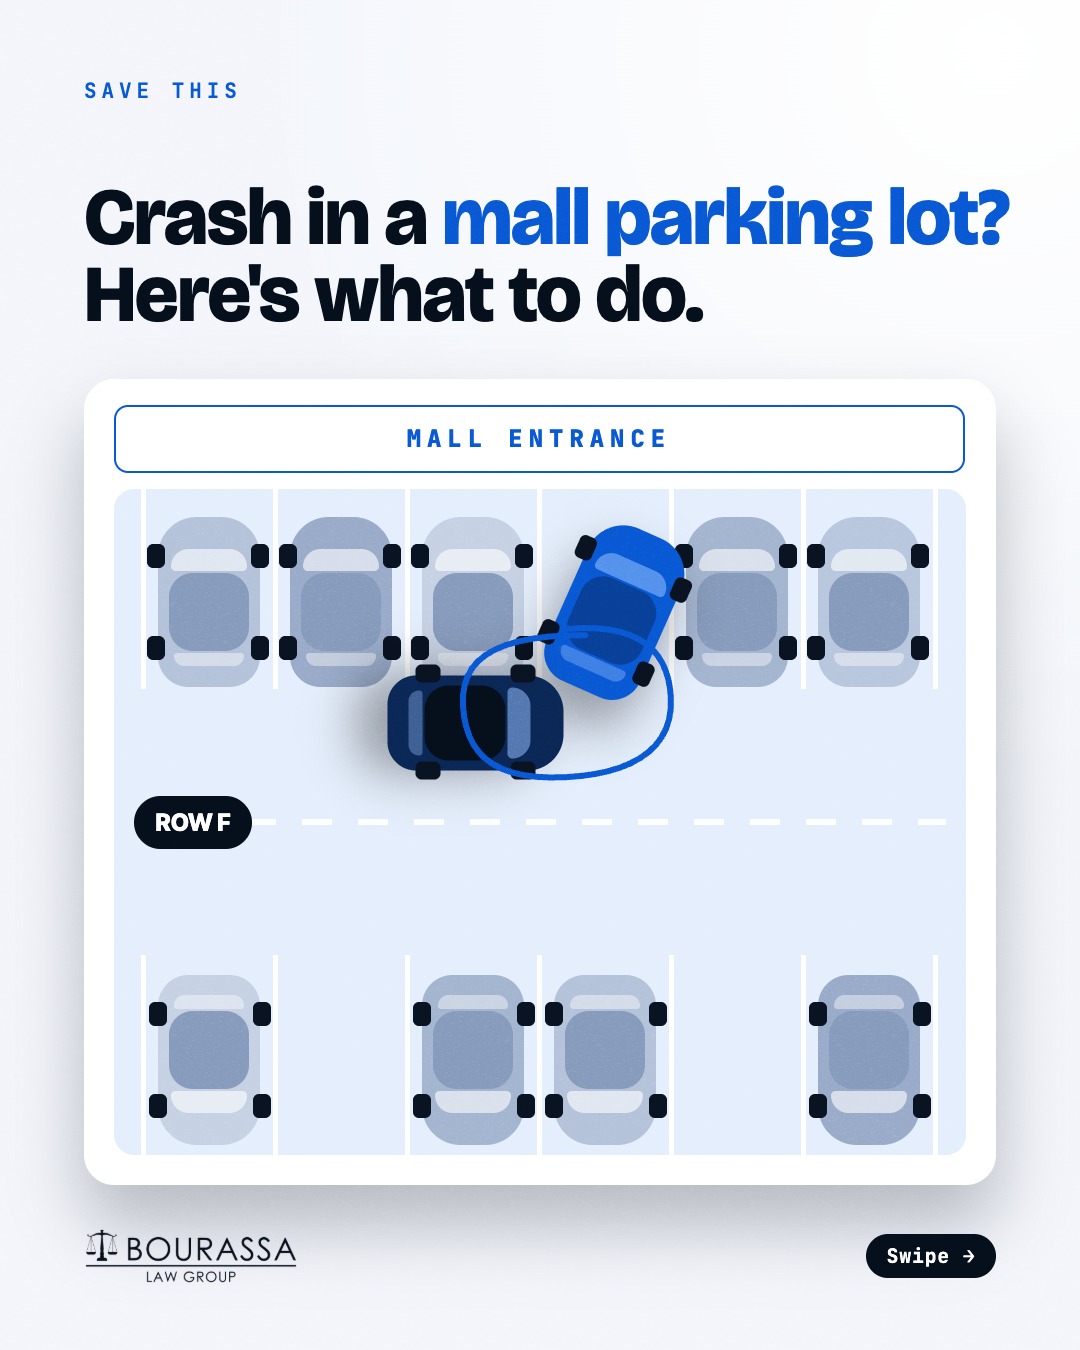 SAVE THIS
Crash in a mall parking lot?
Here's what to do.
MALL ENTRANCE
ROW F
BOURASSA
LAW GROUP
Swipe →